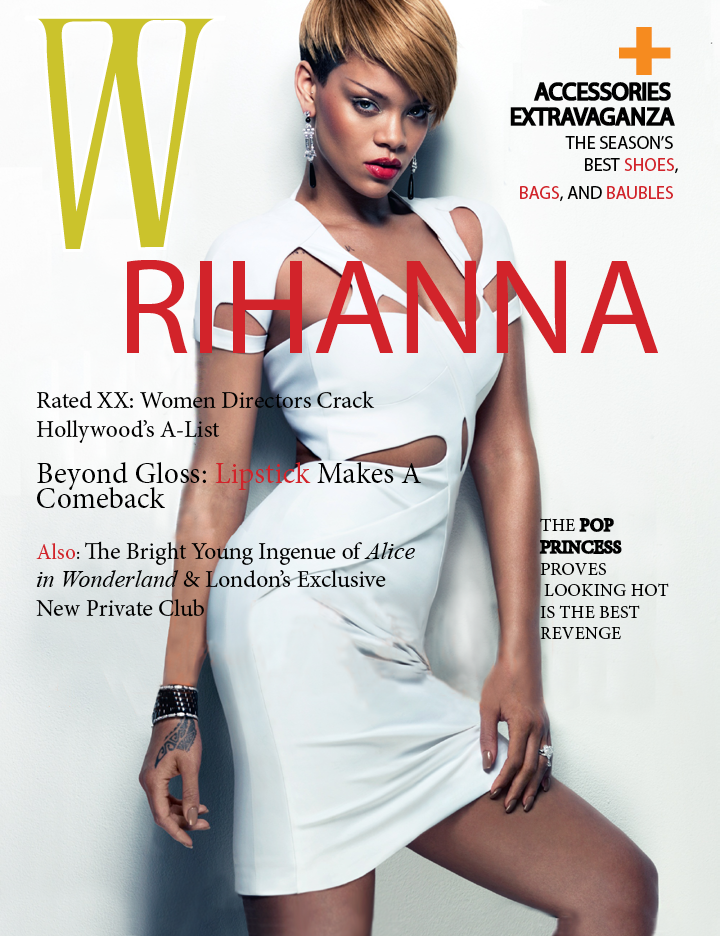 W
+
ACCESSORIES
EXTRAVAGANZA
THE SEASON'S
BEST SHOES,
BAGS, AND BAUBLES
RIHANNA
Rated XX: Women Directors Crack
Hollywood's A-List
Beyond Gloss: Lipstick Makes A
Comeback
Also: The Bright Young Ingenue of Alice
in Wonderland & London's Exclusive
New Private Club
THE POP
PRINCESS
PROVES
LOOKING HOT
IS THE BEST
REVENGE